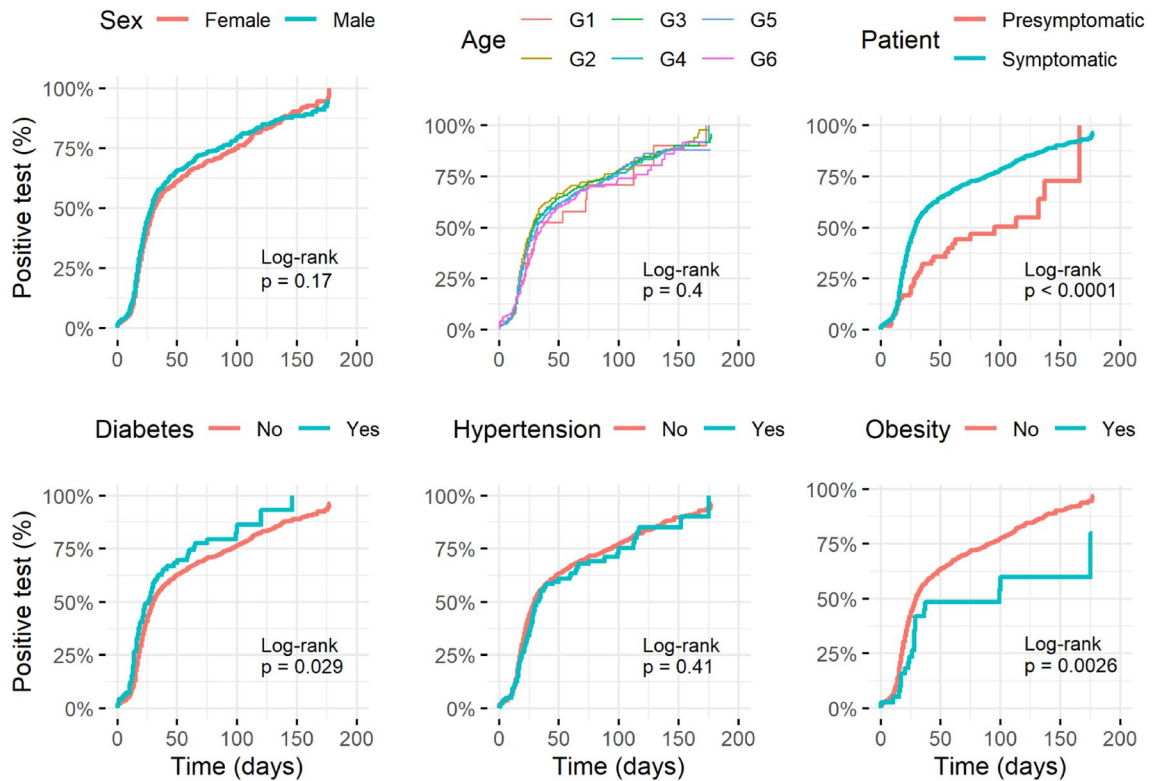 Sex Female Male
Age G1 G3 G5
G2 G4 G6
Patient Presymptomatic
Symptomatic
Positive test (%)
100%
75%
50%
25%
0%
Log-rank
p = 0.17
0 50 100 150 200
100%
75%
50%
25%
0%
Log-rank
p = 0.4
0 50 100 150 200
100%
75%
50%
25%
0%
Log-rank
p < 0.0001
0 50 100 150 200
Diabetes No Yes
Hypertension No Yes
Obesity No Yes
Positive test (%)
100%
75%
50%
25%
0%
Log-rank
p = 0.029
0 50 100 150 200
Time (days)
100%
75%
50%
25%
0%
Log-rank
p = 0.41
0 50 100 150 200
Time (days)
100%
75%
50%
25%
0%
Log-rank
p = 0.0026
0 50 100 150 200
Time (days)